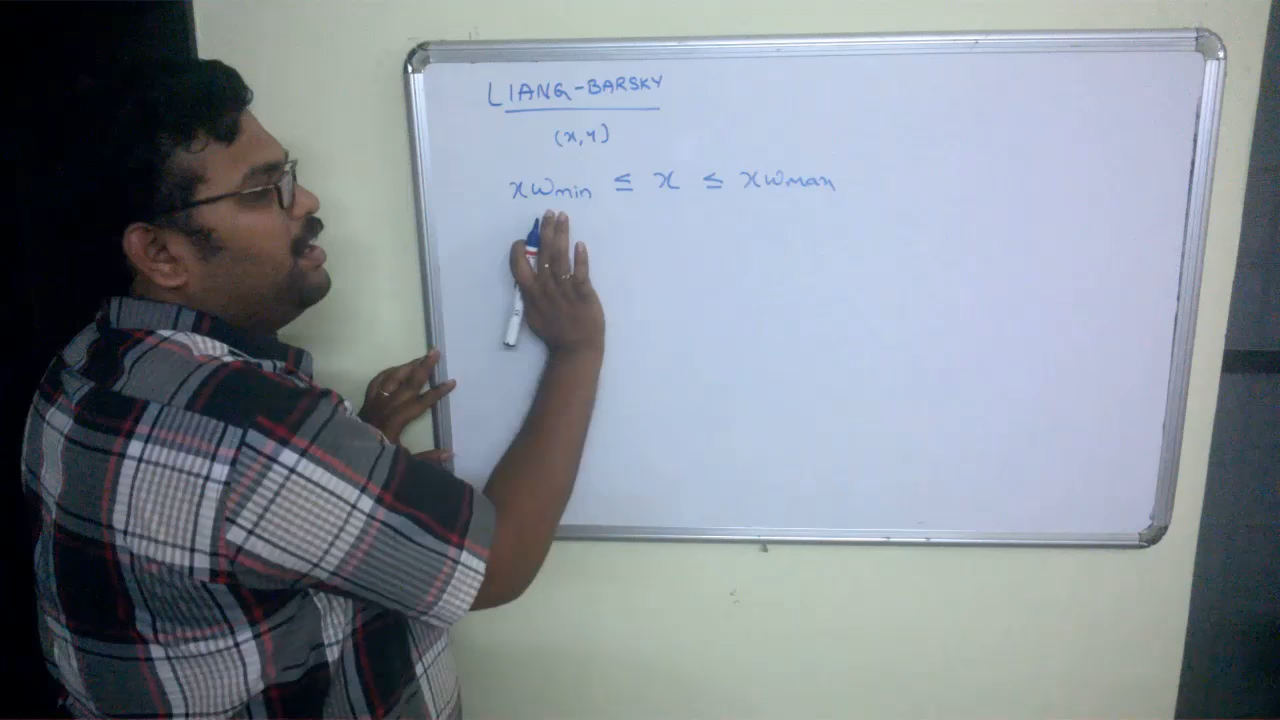 LIANG-BARSKY
(x,y)
xwmin ≤ x ≤ xwmax